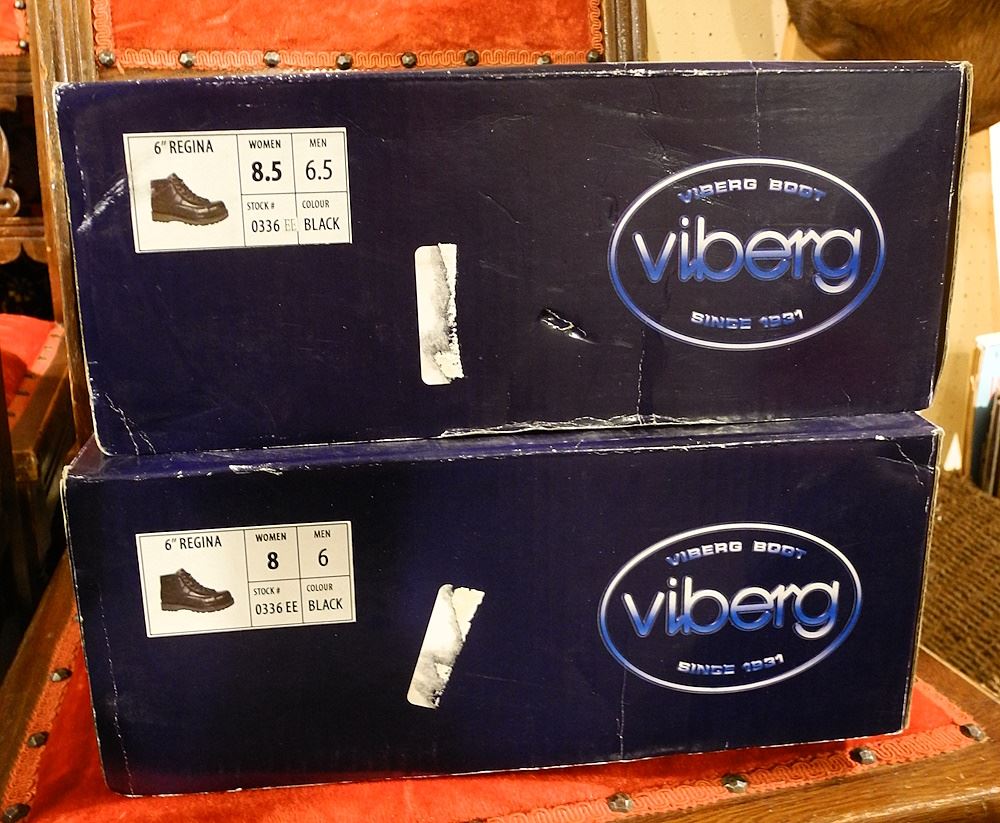 6" REGINA
WOMEN
8.5
MEN
6.5
STOCK #
0336 EE
COLOUR
BLACK
VIBERG BOOT
viberg
SINCE 1931
6" REGINA
WOMEN
8
MEN
6
STOCK #
0336 EE
COLOUR
BLACK
VIBERG BOOT
viberg
SINCE 1931